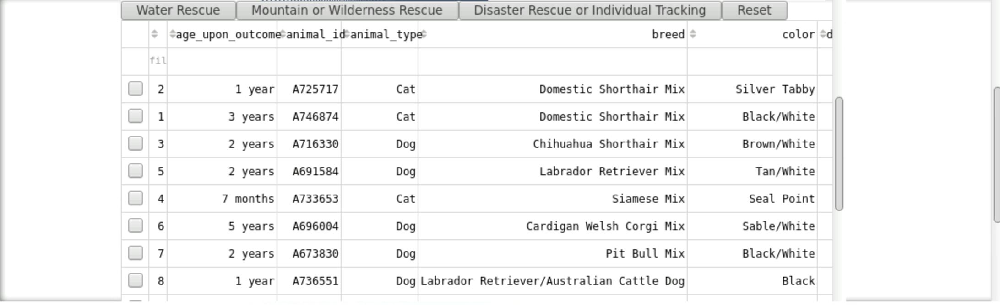 Water Rescue Mountain or Wilderness Rescue Disaster Rescue or Individual Tracking Reset
age_upon_outcome animal_id animal_type breed color d
fil
2 1 year A725717 Cat Domestic Shorthair Mix Silver Tabby
1 3 years A746874 Cat Domestic Shorthair Mix Black/White
3 2 years A716330 Dog Chihuahua Shorthair Mix Brown/White
5 2 years A691584 Dog Labrador Retriever Mix Tan/White
4 7 months A733653 Cat Siamese Mix Seal Point
6 5 years A696004 Dog Cardigan Welsh Corgi Mix Sable/White
7 2 years A673830 Dog Pit Bull Mix Black/White
8 1 year A736551 Dog Labrador Retriever/Australian Cattle Dog Black